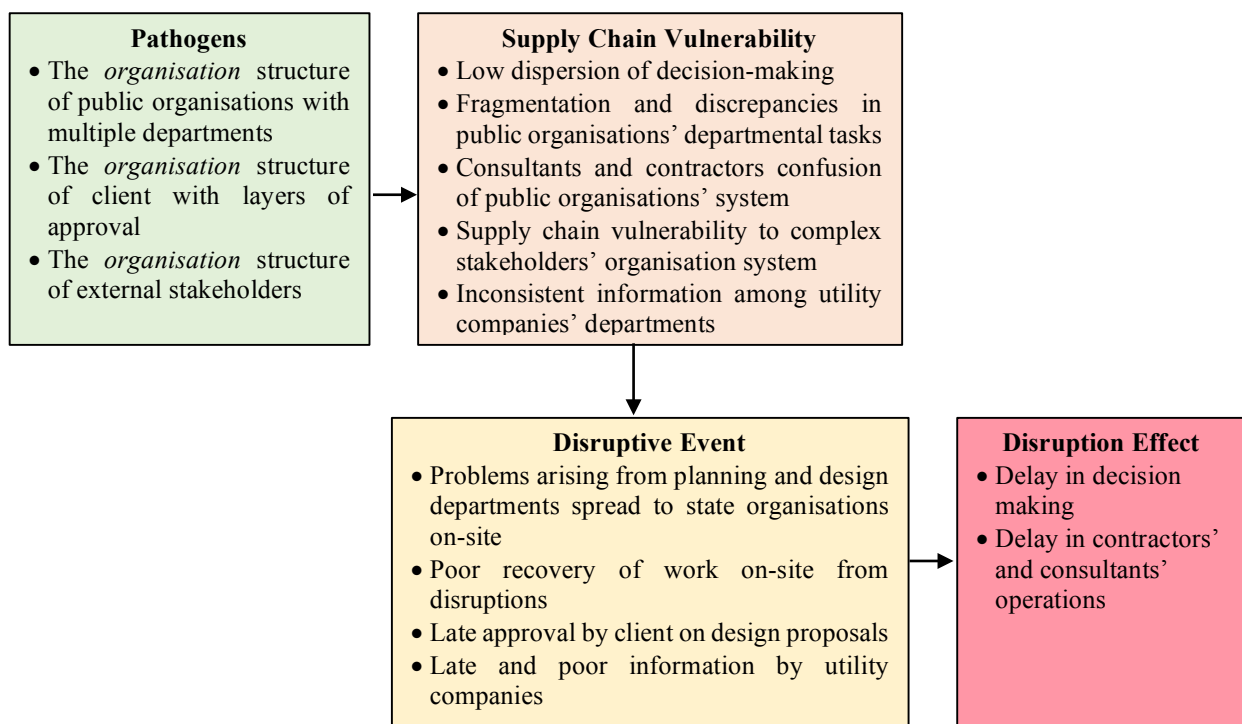 Pathogens
• The organisation structure
of public organisations with
multiple departments
• The organisation structure
of client with layers of
approval
• The organisation structure
of external stakeholders
Supply Chain Vulnerability
• Low dispersion of decision-making
• Fragmentation and discrepancies in
public organisations’ departmental tasks
• Consultants and contractors confusion
of public organisations’ system
• Supply chain vulnerability to complex
stakeholders’ organisation system
• Inconsistent information among utility
companies’ departments
Disruptive Event
• Problems arising from planning and design
departments spread to state organisations
on-site
• Poor recovery of work on-site from
disruptions
• Late approval by client on design proposals
• Late and poor information by utility
companies
Disruption Effect
• Delay in decision
making
• Delay in contractors’
and consultants’
operations